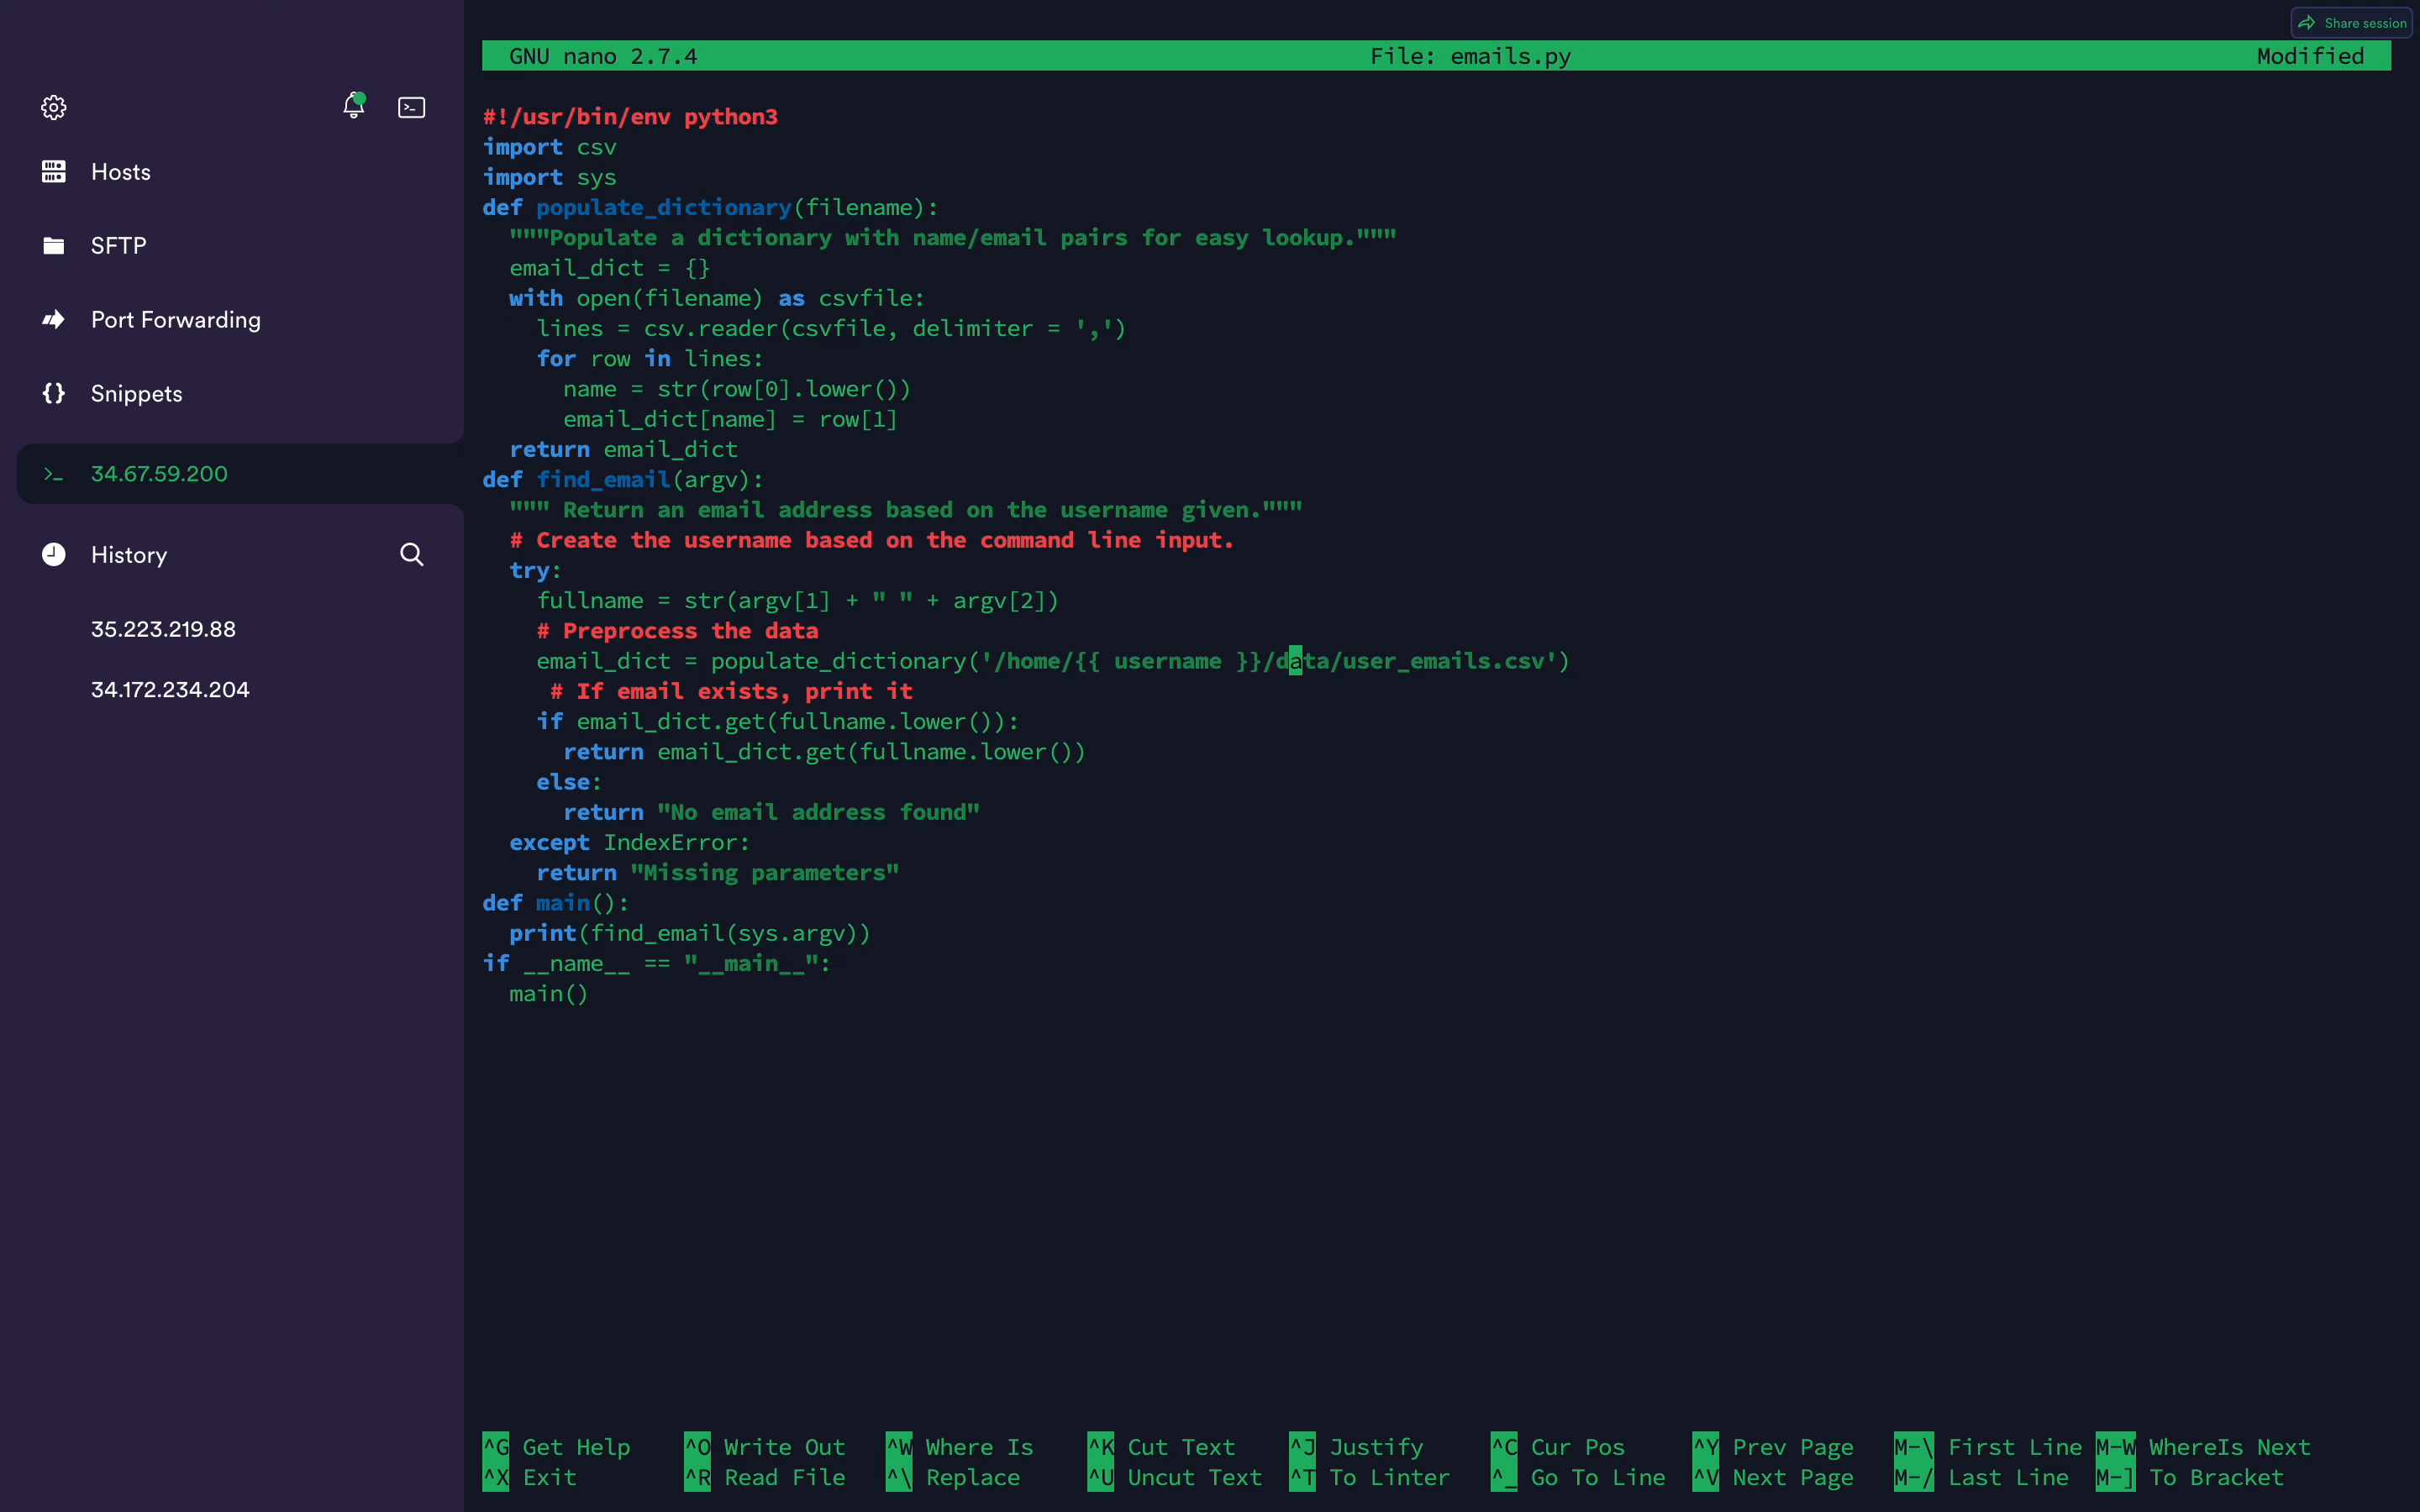 Share session
GNU nano 2.7.4 File: emails.py Modified
Hosts
SFTP
Port Forwarding
{} Snippets
>_ 34.67.59.200
History
35.223.219.88
34.172.234.204
#!/usr/bin/env python3
import csv
import sys
def populate_dictionary(filename):
  """Populate a dictionary with name/email pairs for easy lookup."""
  email_dict = {}
  with open(filename) as csvfile:
    lines = csv.reader(csvfile, delimiter = ',')
    for row in lines:
      name = str(row[0].lower())
      email_dict[name] = row[1]
  return email_dict
def find_email(argv):
  """ Return an email address based on the username given."""
  # Create the username based on the command line input.
  try:
    fullname = str(argv[1] + " " + argv[2])
    # Preprocess the data
    email_dict = populate_dictionary('/home/{{ username }}/data/user_emails.csv')
     # If email exists, print it
    if email_dict.get(fullname.lower()):
      return email_dict.get(fullname.lower())
    else:
      return "No email address found"
  except IndexError:
    return "Missing parameters"
def main():
  print(find_email(sys.argv))
if __name__ == "__main__":
  main()
^G Get Help ^O Write Out ^W Where Is ^K Cut Text ^J Justify ^C Cur Pos ^Y Prev Page M-\ First Line M-W WhereIs Next
^X Exit ^R Read File ^\ Replace ^U Uncut Text ^T To Linter ^_ Go To Line ^V Next Page M-/ Last Line M-] To Bracket